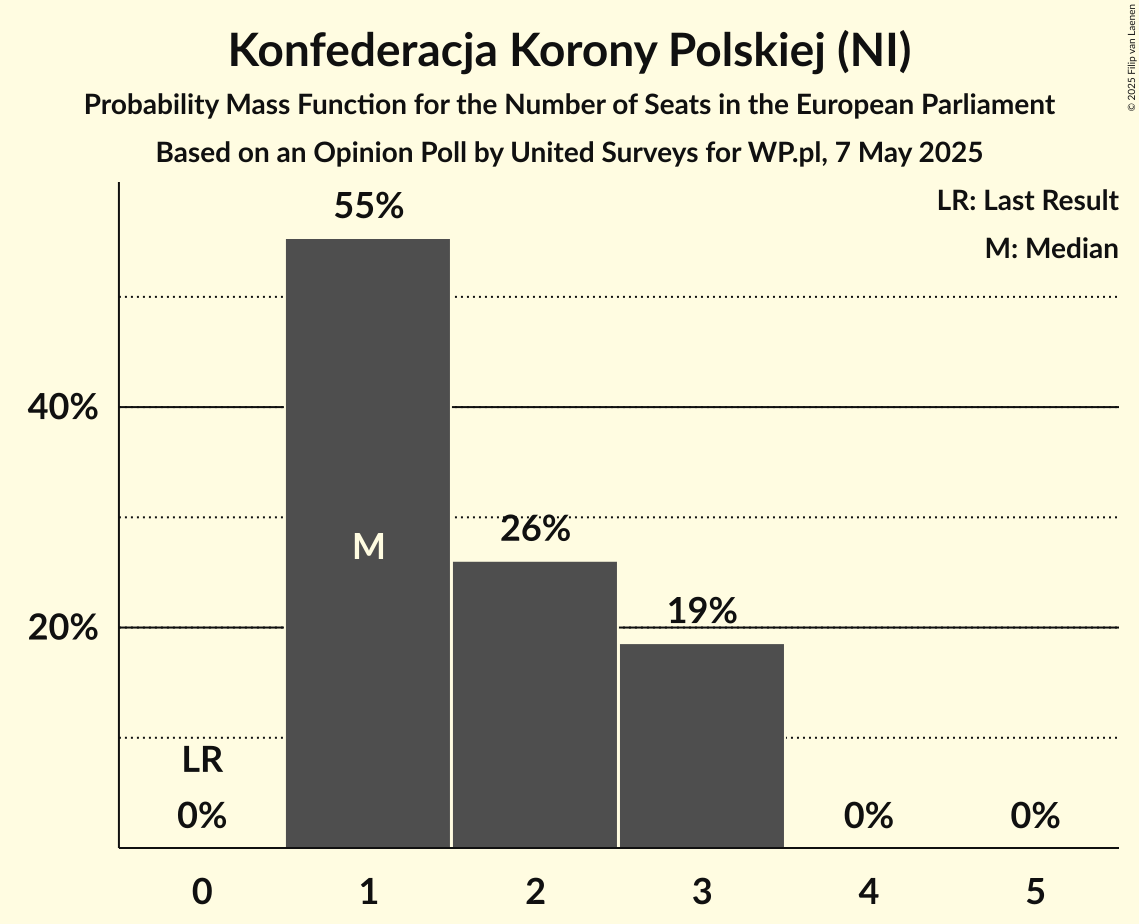 Konfederacja Korony Polskiej (NI)
Probability Mass Function for the Number of Seats in the European Parliament
Based on an Opinion Poll by United Surveys for WP.pl, 7 May 2025
© 2025 Filip van Laenen
LR: Last Result
M: Median
55%
40%
M
26%
20%
19%
LR
0%
0%
0%
0 1 2 3 4 5